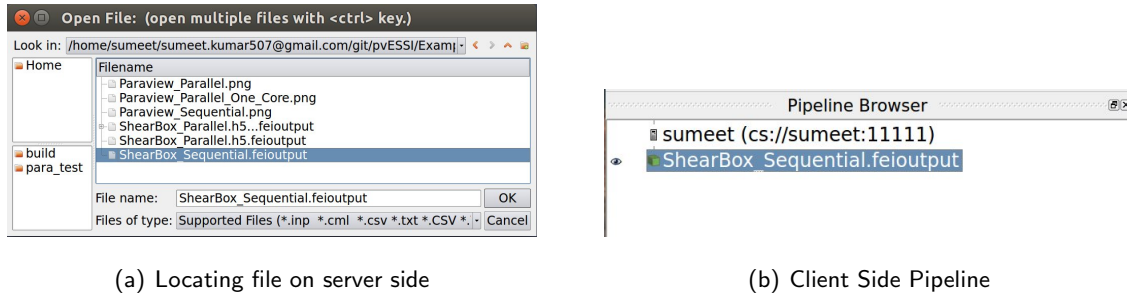 Open File: (open multiple files with <ctrl> key.)
Look in: /home/sumeet/sumeet.kumar507@gmail.com/git/pvESSI/Examp
Home
Filename
Paraview_Parallel.png
Paraview_Parallel_One_Core.png
Paraview_Sequential.png
ShearBox_Parallel.h5...feioutput
ShearBox_Parallel.h5.feioutput
ShearBox_Sequential.feioutput
build
para_test
File name: ShearBox_Sequential.feioutput OK
Files of type: Supported Files (*.inp *.cml *.csv *.txt *.CSV *. Cancel
(a) Locating file on server side
Pipeline Browser
sumeet (cs://sumeet:11111)
ShearBox_Sequential.feioutput
(b) Client Side Pipeline